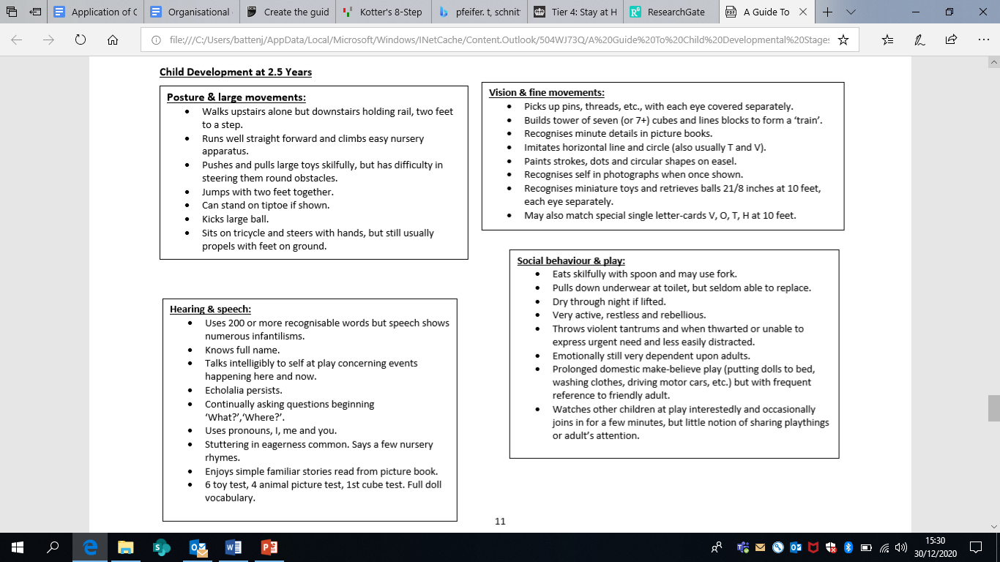 Application of C
Organisational
Create the guid
Kotter's 8-Step
pfeifer. t, schnit
Tier 4: Stay at H
ResearchGate
A Guide To
file:///C:/Users/battenj/AppData/Local/Microsoft/Windows/INetCache/Content.Outlook/504WJ73Q/A%20Guide%20To%20Child%20Developmental%20Stages
Child Development at 2.5 Years
Posture & large movements:
• Walks upstairs alone but downstairs holding rail, two feet
to a step.
• Runs well straight forward and climbs easy nursery
apparatus.
• Pushes and pulls large toys skilfully, but has difficulty in
steering them round obstacles.
• Jumps with two feet together.
• Can stand on tiptoe if shown.
• Kicks large ball.
• Sits on tricycle and steers with hands, but still usually
propels with feet on ground.
Vision & fine movements:
• Picks up pins, threads, etc., with each eye covered separately.
• Builds tower of seven (or 7+) cubes and lines blocks to form a ‘train’.
• Recognises minute details in picture books.
• Imitates horizontal line and circle (also usually T and V).
• Paints strokes, dots and circular shapes on easel.
• Recognises self in photographs when once shown.
• Recognises miniature toys and retrieves balls 21/8 inches at 10 feet,
each eye separately.
• May also match special single letter-cards V, O, T, H at 10 feet.
Hearing & speech:
• Uses 200 or more recognisable words but speech shows
numerous infantilisms.
• Knows full name.
• Talks intelligibly to self at play concerning events
happening here and now.
• Echolalia persists.
• Continually asking questions beginning
‘What?’,‘Where?’.
• Uses pronouns, I, me and you.
• Stuttering in eagerness common. Says a few nursery
rhymes.
• Enjoys simple familiar stories read from picture book.
• 6 toy test, 4 animal picture test, 1st cube test. Full doll
vocabulary.
Social behaviour & play:
• Eats skilfully with spoon and may use fork.
• Pulls down underwear at toilet, but seldom able to replace.
• Dry through night if lifted.
• Very active, restless and rebellious.
• Throws violent tantrums and when thwarted or unable to
express urgent need and less easily distracted.
• Emotionally still very dependent upon adults.
• Prolonged domestic make-believe play (putting dolls to bed,
washing clothes, driving motor cars, etc.) but with frequent
reference to friendly adult.
• Watches other children at play interestedly and occasionally
joins in for a few minutes, but little notion of sharing playthings
or adult’s attention.
11
15:30
30/12/2020